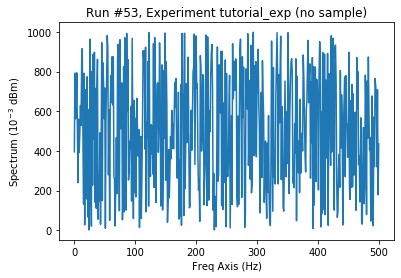 Run #53, Experiment tutorial_exp (no sample)
1000
800
600
400
200
0
Spectrum (10⁻³ dBm)
0 100 200 300 400 500
Freq Axis (Hz)